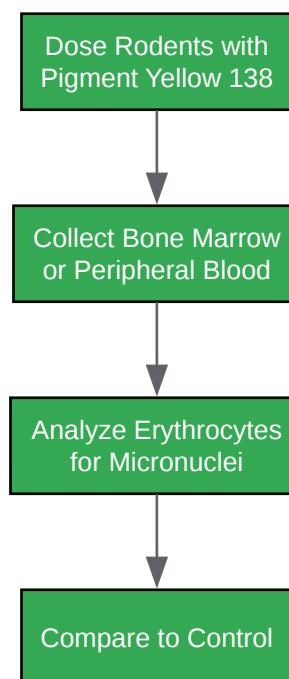 Dose Rodents with
Pigment Yellow 138
Collect Bone Marrow
or Peripheral Blood
Analyze Erythrocytes
for Micronuclei
Compare to Control